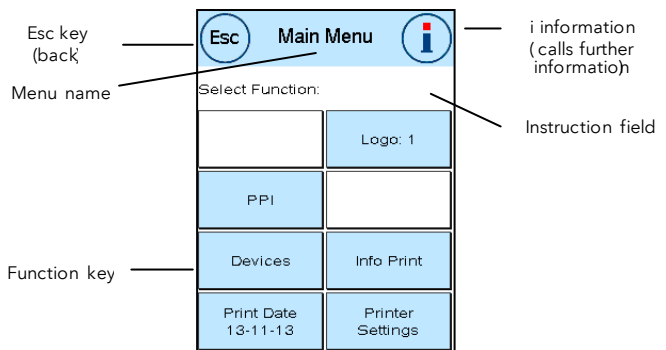 Esc key
(back)
Menu name
Function key
Esc
Main Menu
i
Select Function:
Logo: 1
PPI
Devices
Info Print
Print Date
13-11-13
Printer
Settings
i information
( calls further
information)
Instruction field